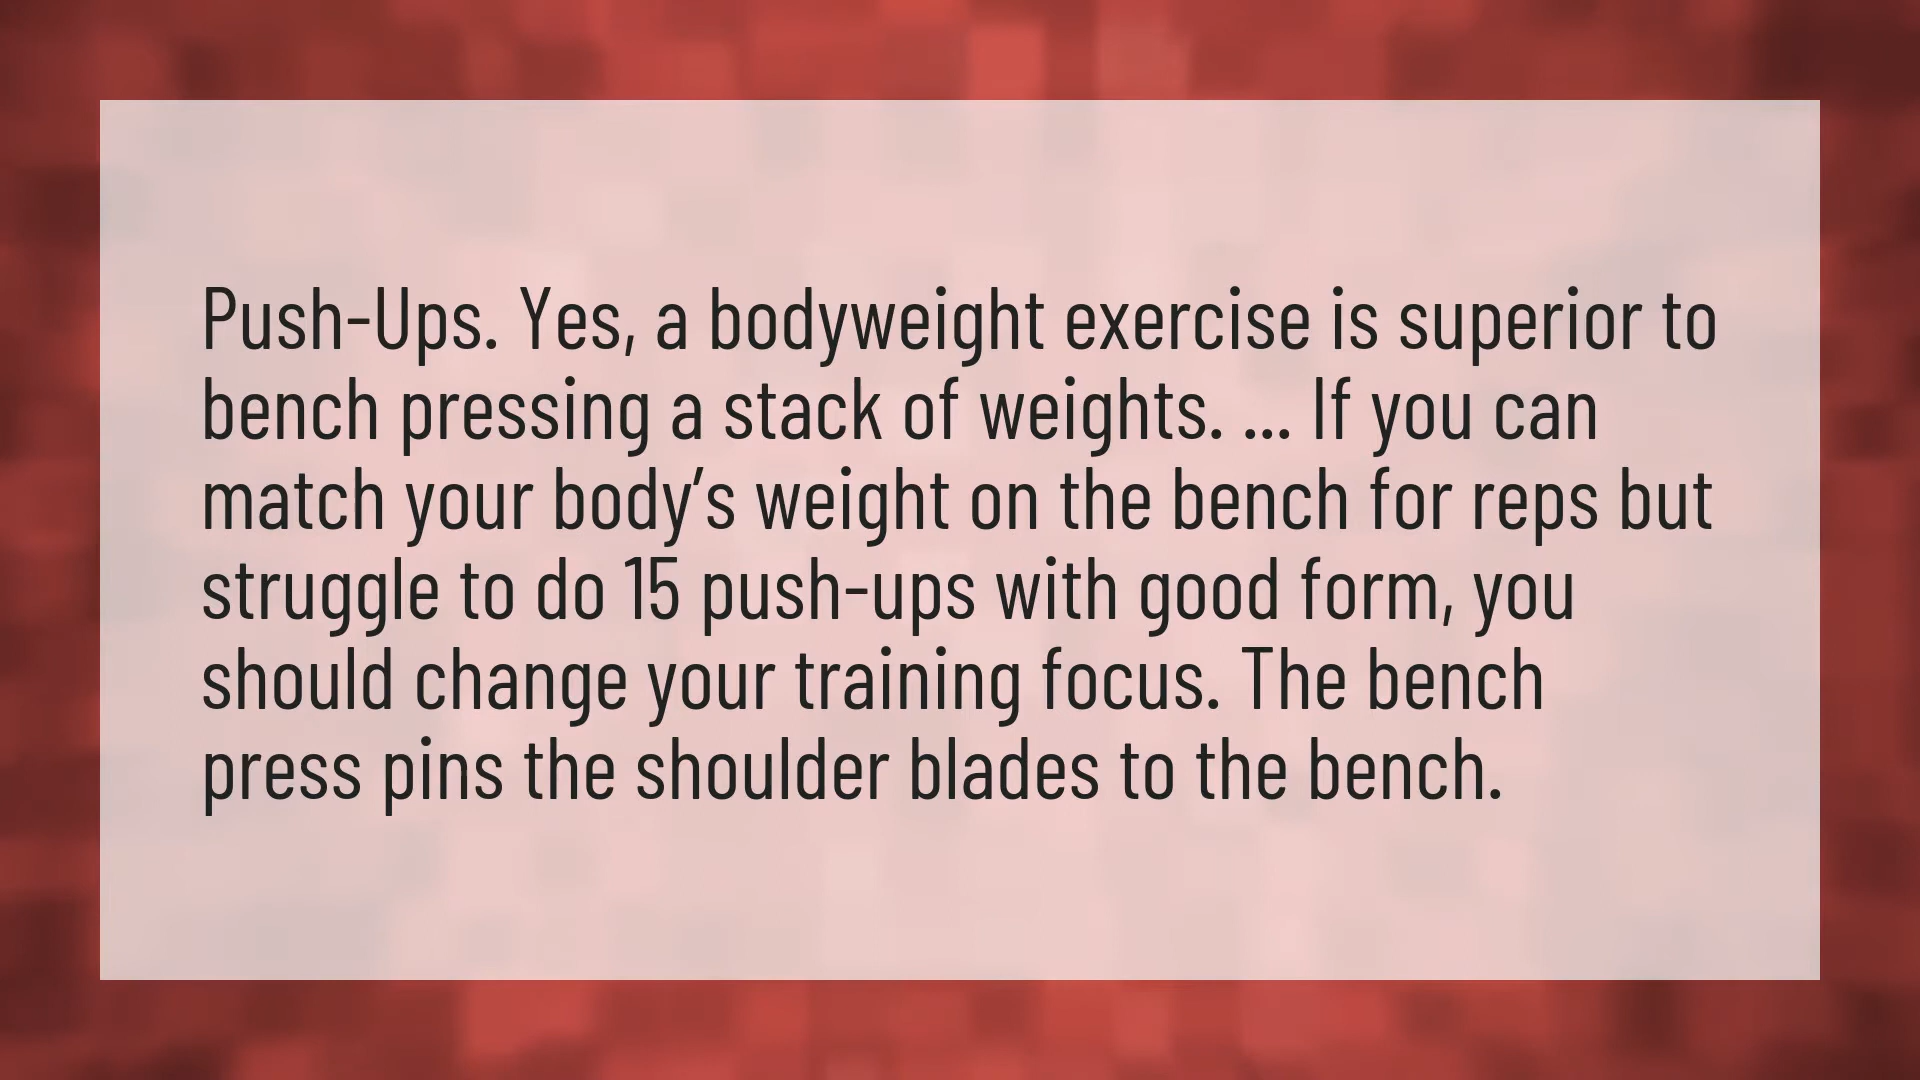 Push-Ups. Yes, a bodyweight exercise is superior to
bench pressing a stack of weights. ... If you can
match your body's weight on the bench for reps but
struggle to do 15 push-ups with good form, you
should change your training focus. The bench
press pins the shoulder blades to the bench.